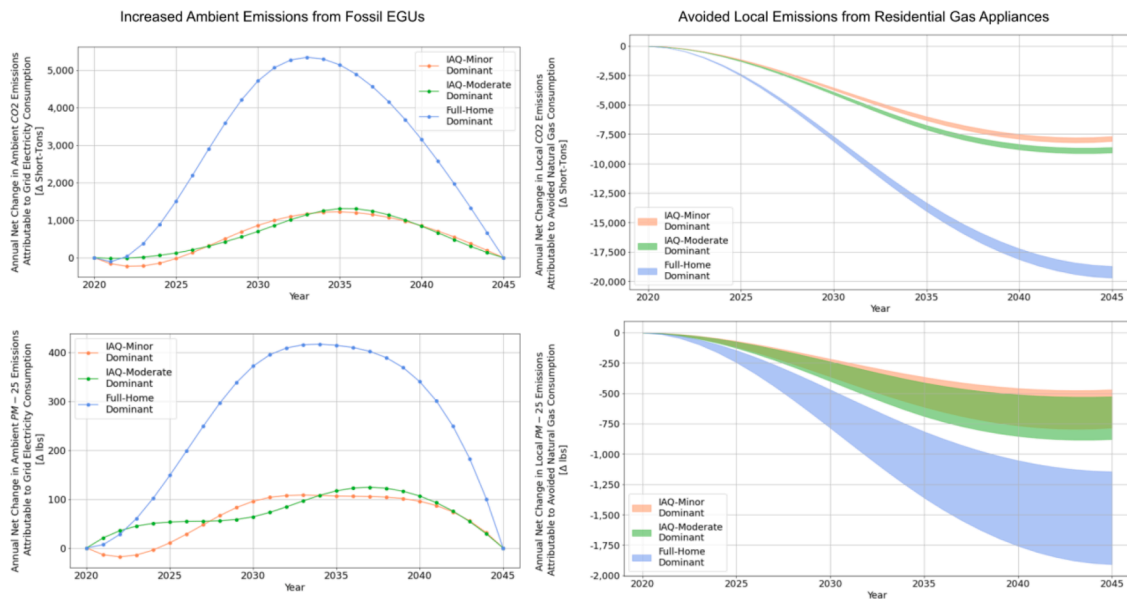 Increased Ambient Emissions from Fossil EGUs
Avoided Local Emissions from Residential Gas Appliances
Annual Net Change in Ambient CO2 Emissions
Attributable to Grid Electricity Consumption
[Δ Short-Tons]
5,000
4,000
3,000
2,000
1,000
0
IAQ-Minor
Dominant
IAQ-Moderate
Dominant
Full-Home
Dominant
2020 2025 2030 2035 2040 2045
Year
Annual Net Change in Local CO2 Emissions
Attributable to Avoided Natural Gas Consumption
[Δ Short-Tons]
0
-2,500
-5,000
-7,500
-10,000
-12,500
-15,000
-17,500
-20,000
IAQ-Minor
Dominant
IAQ-Moderate
Dominant
Full-Home
Dominant
2020 2025 2030 2035 2040 2045
Year
Annual Net Change in Ambient PM − 25 Emissions
Attributable to Grid Electricity Consumption
[Δ lbs]
400
300
200
100
0
IAQ-Minor
Dominant
IAQ-Moderate
Dominant
Full-Home
Dominant
2020 2025 2030 2035 2040 2045
Year
Annual Net Change in Local PM − 25 Emissions
Attributable to Avoided Natural Gas Consumption
[Δ lbs]
0
-250
-500
-750
-1,000
-1,250
-1,500
-1,750
-2,000
IAQ-Minor
Dominant
IAQ-Moderate
Dominant
Full-Home
Dominant
2020 2025 2030 2035 2040 2045
Year